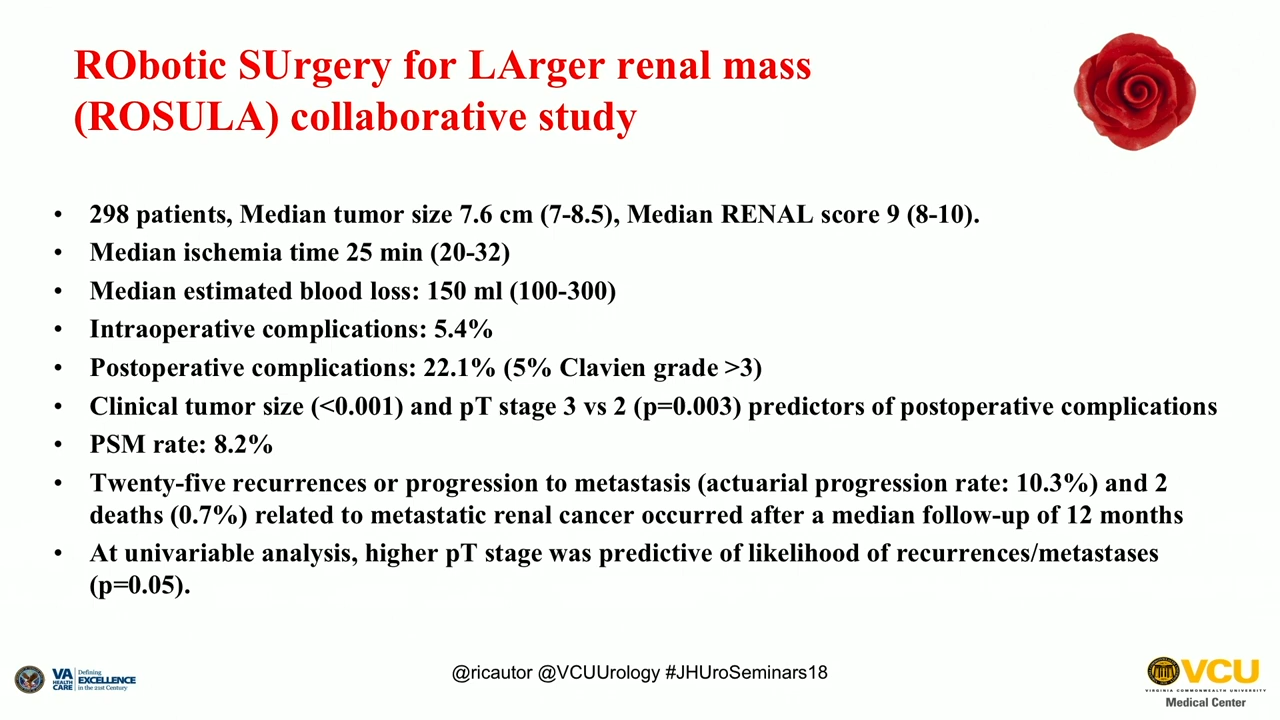 RObotic SUrgery for LArger renal mass
(ROSULA) collaborative study
• 298 patients, Median tumor size 7.6 cm (7-8.5), Median RENAL score 9 (8-10).
• Median ischemia time 25 min (20-32)
• Median estimated blood loss: 150 ml (100-300)
• Intraoperative complications: 5.4%
• Postoperative complications: 22.1% (5% Clavien grade >3)
• Clinical tumor size (<0.001) and pT stage 3 vs 2 (p=0.003) predictors of postoperative complications
• PSM rate: 8.2%
• Twenty-five recurrences or progression to metastasis (actuarial progression rate: 10.3%) and 2
deaths (0.7%) related to metastatic renal cancer occurred after a median follow-up of 12 months
• At univariable analysis, higher pT stage was predictive of likelihood of recurrences/metastases
(p=0.05).
VA
HEALTH
CARE
Defining
EXCELLENCE
in the 21st Century
@ricautor @VCUUrology #JHUroSeminars18
VCU
VIRGINIA COMMONWEALTH UNIVERSITY
Medical Center